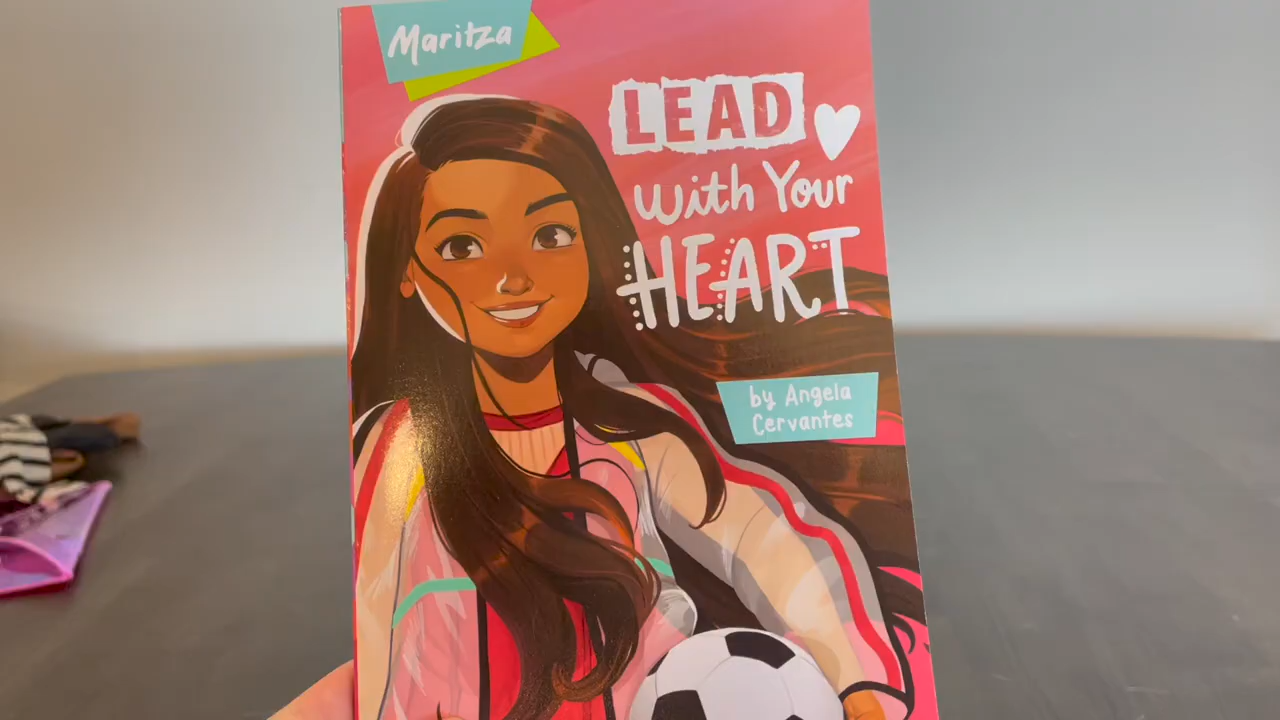 Maritza
LEAD
with Your
HEART
by Angela
Cervantes